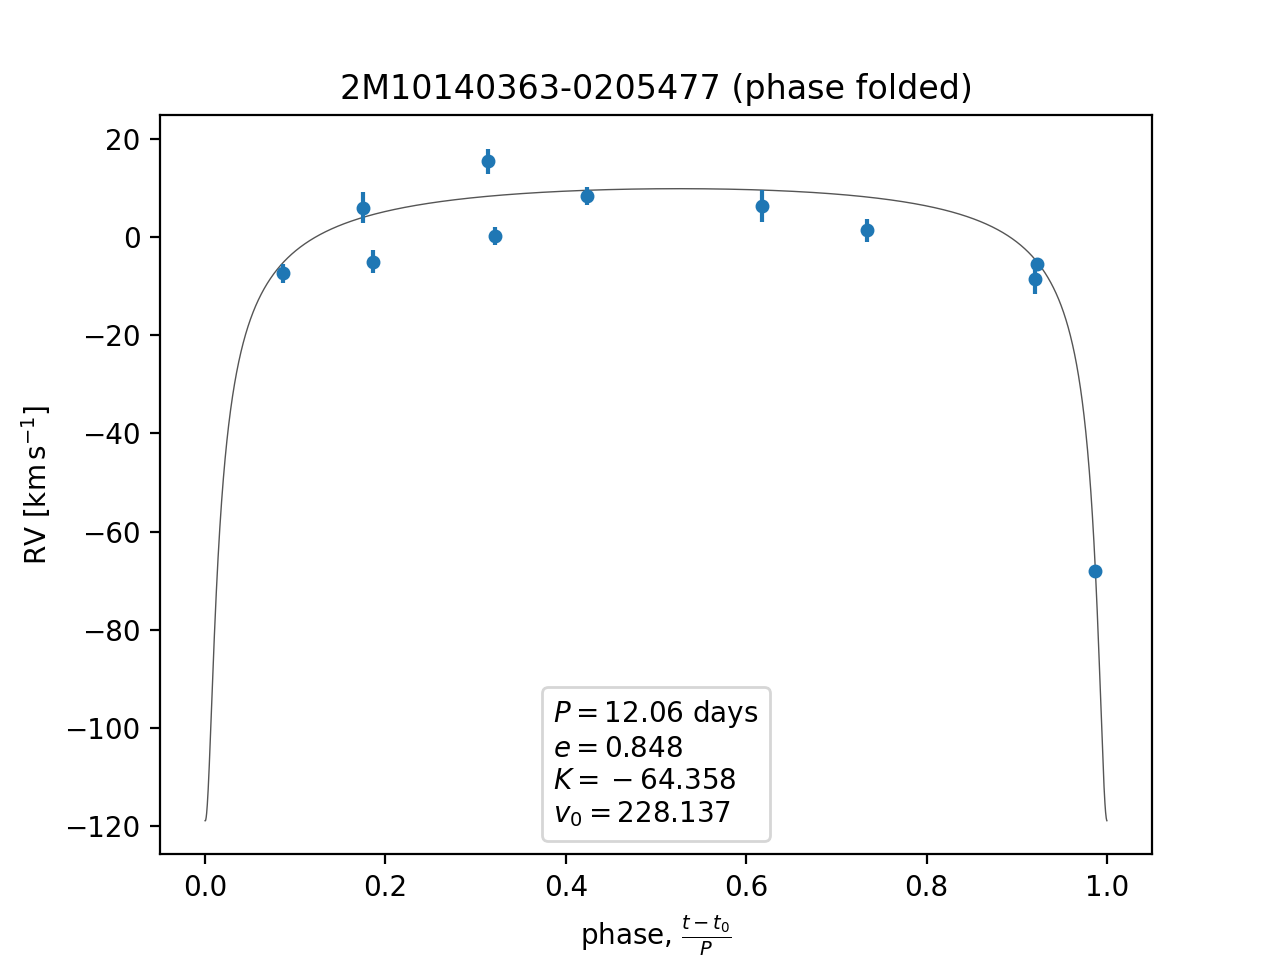 2M10140363-0205477 (phase folded)
20
0
−20
−40
−60
−80
−100
−120
RV [km s⁻¹]
P = 12.06 days
e = 0.848
K = −64.358
v₀ = 228.137
0.0 0.2 0.4 0.6 0.8 1.0
phase, (t − t₀)/P